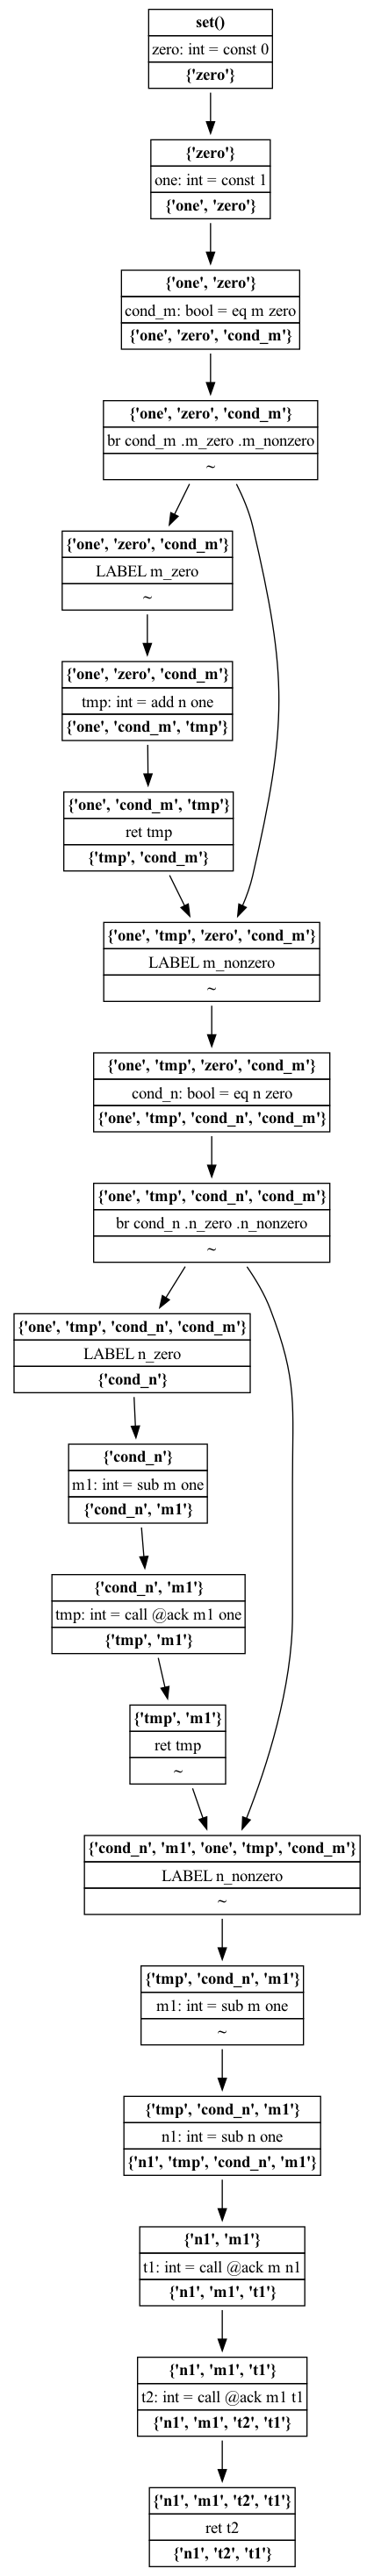 set()
zero: int = const 0
{'zero'}
{'zero'}
one: int = const 1
{'one', 'zero'}
{'one', 'zero'}
cond_m: bool = eq m zero
{'one', 'zero', 'cond_m'}
{'one', 'zero', 'cond_m'}
br cond_m .m_zero .m_nonzero
~
{'one', 'zero', 'cond_m'}
LABEL m_zero
~
{'one', 'zero', 'cond_m'}
tmp: int = add n one
{'one', 'cond_m', 'tmp'}
{'one', 'cond_m', 'tmp'}
ret tmp
{'tmp', 'cond_m'}
{'one', 'tmp', 'zero', 'cond_m'}
LABEL m_nonzero
~
{'one', 'tmp', 'zero', 'cond_m'}
cond_n: bool = eq n zero
{'one', 'tmp', 'cond_n', 'cond_m'}
{'one', 'tmp', 'cond_n', 'cond_m'}
br cond_n .n_zero .n_nonzero
~
{'one', 'tmp', 'cond_n', 'cond_m'}
LABEL n_zero
{'cond_n'}
{'cond_n'}
m1: int = sub m one
{'cond_n', 'm1'}
{'cond_n', 'm1'}
tmp: int = call @ack m1 one
{'tmp', 'm1'}
{'tmp', 'm1'}
ret tmp
~
{'cond_n', 'm1', 'one', 'tmp', 'cond_m'}
LABEL n_nonzero
~
{'tmp', 'cond_n', 'm1'}
m1: int = sub m one
~
{'tmp', 'cond_n', 'm1'}
n1: int = sub n one
{'n1', 'tmp', 'cond_n', 'm1'}
{'n1', 'm1'}
t1: int = call @ack m n1
{'n1', 'm1', 't1'}
{'n1', 'm1', 't1'}
t2: int = call @ack m1 t1
{'n1', 'm1', 't2', 't1'}
{'n1', 'm1', 't2', 't1'}
ret t2
{'n1', 't2', 't1'}